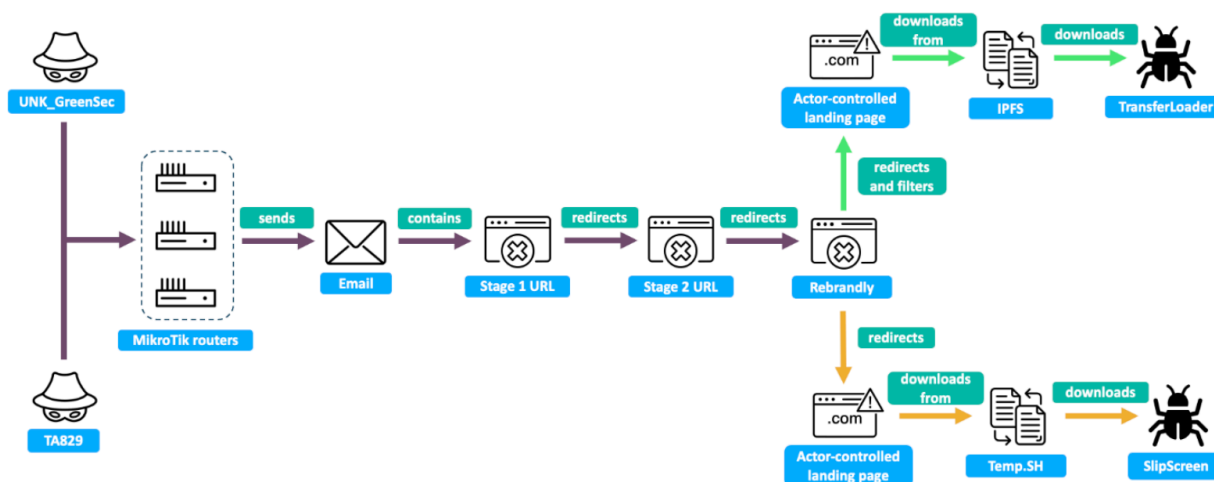 UNK_GreenSec
MikroTik routers
TA829
sends
Email
contains
Stage 1 URL
redirects
Stage 2 URL
redirects
Rebrandly
redirects
and filters
.com
Actor-controlled
landing page
downloads
from
IPFS
downloads
TransferLoader
redirects
.com
Actor-controlled
landing page
downloads
from
Temp.SH
downloads
SlipScreen